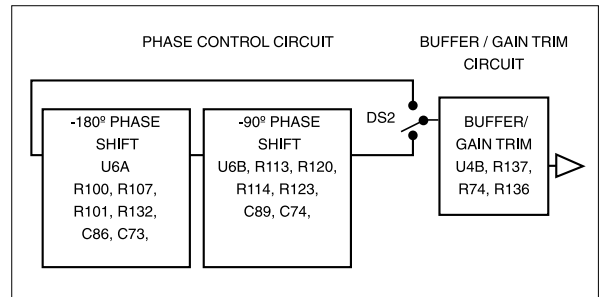 PHASE CONTROL CIRCUIT
BUFFER / GAIN TRIM
CIRCUIT
-180º PHASE
SHIFT
U6A
R100, R107,
R101, R132,
C86, C73,
-90º PHASE
SHIFT
U6B, R113, R120,
R114, R123,
C89, C74,
DS2
BUFFER/
GAIN TRIM
U4B, R137,
R74, R136